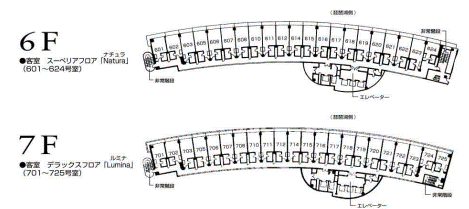 (琵琶湖側)
6F
ナチュラ
●客室 スーペリアフロア「Natura」
(601〜624号室)
非常階段
601 602 603 605 606 607 608 609 610 611 612 614 615 616 617 618 619 620 621 622 623 624
非常階段
エレベーター
(琵琶湖側)
7F
ルミナ
●客室 デラックスフロア「Lumina」
(701〜725号室)
701 702 703 705 706 707 708 709 710 711 712 714 715 716 717 718 719 720 721 722 723 724 725
非常階段
非常階段
エレベーター